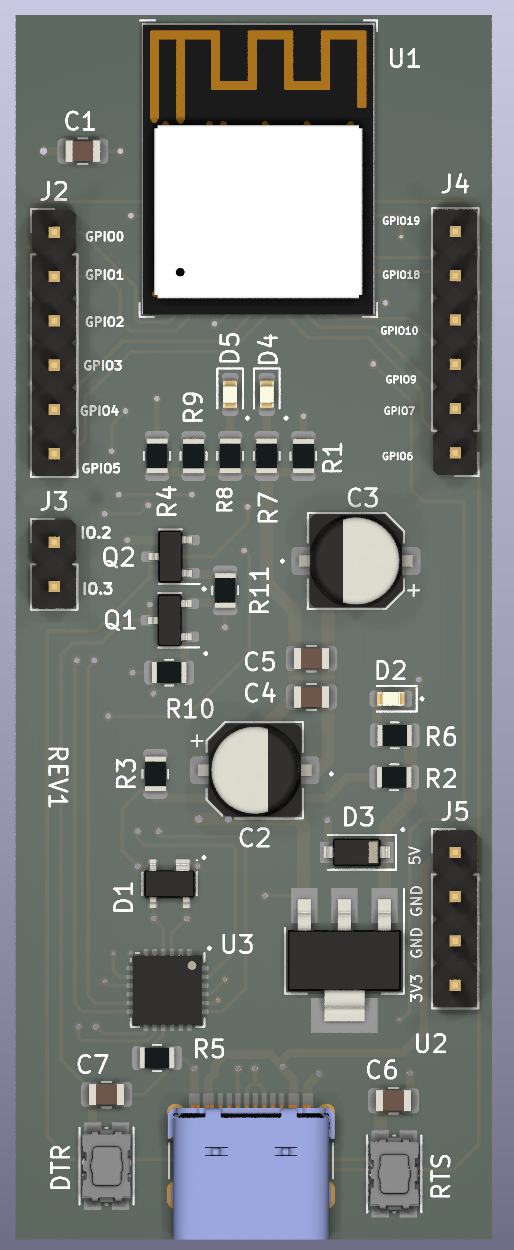 U1
C1
J2
J4
GPIO0
GPIO19
GPIO1
GPIO18
GPIO2
GPIO10
GPIO3
GPIO9
GPIO4
GPIO7
GPIO5
GPIO6
D5
D4
R9
R1
R4
R8
R7
J3
IO.2
IO.3
C3
+
Q2
Q1
R11
R10
C5
C4
D2
R6
R2
+
R3
C2
REV1
D3
J5
5V
GND
GND
3V3
D1
U3
U2
R5
C7
C6
DTR
RTS